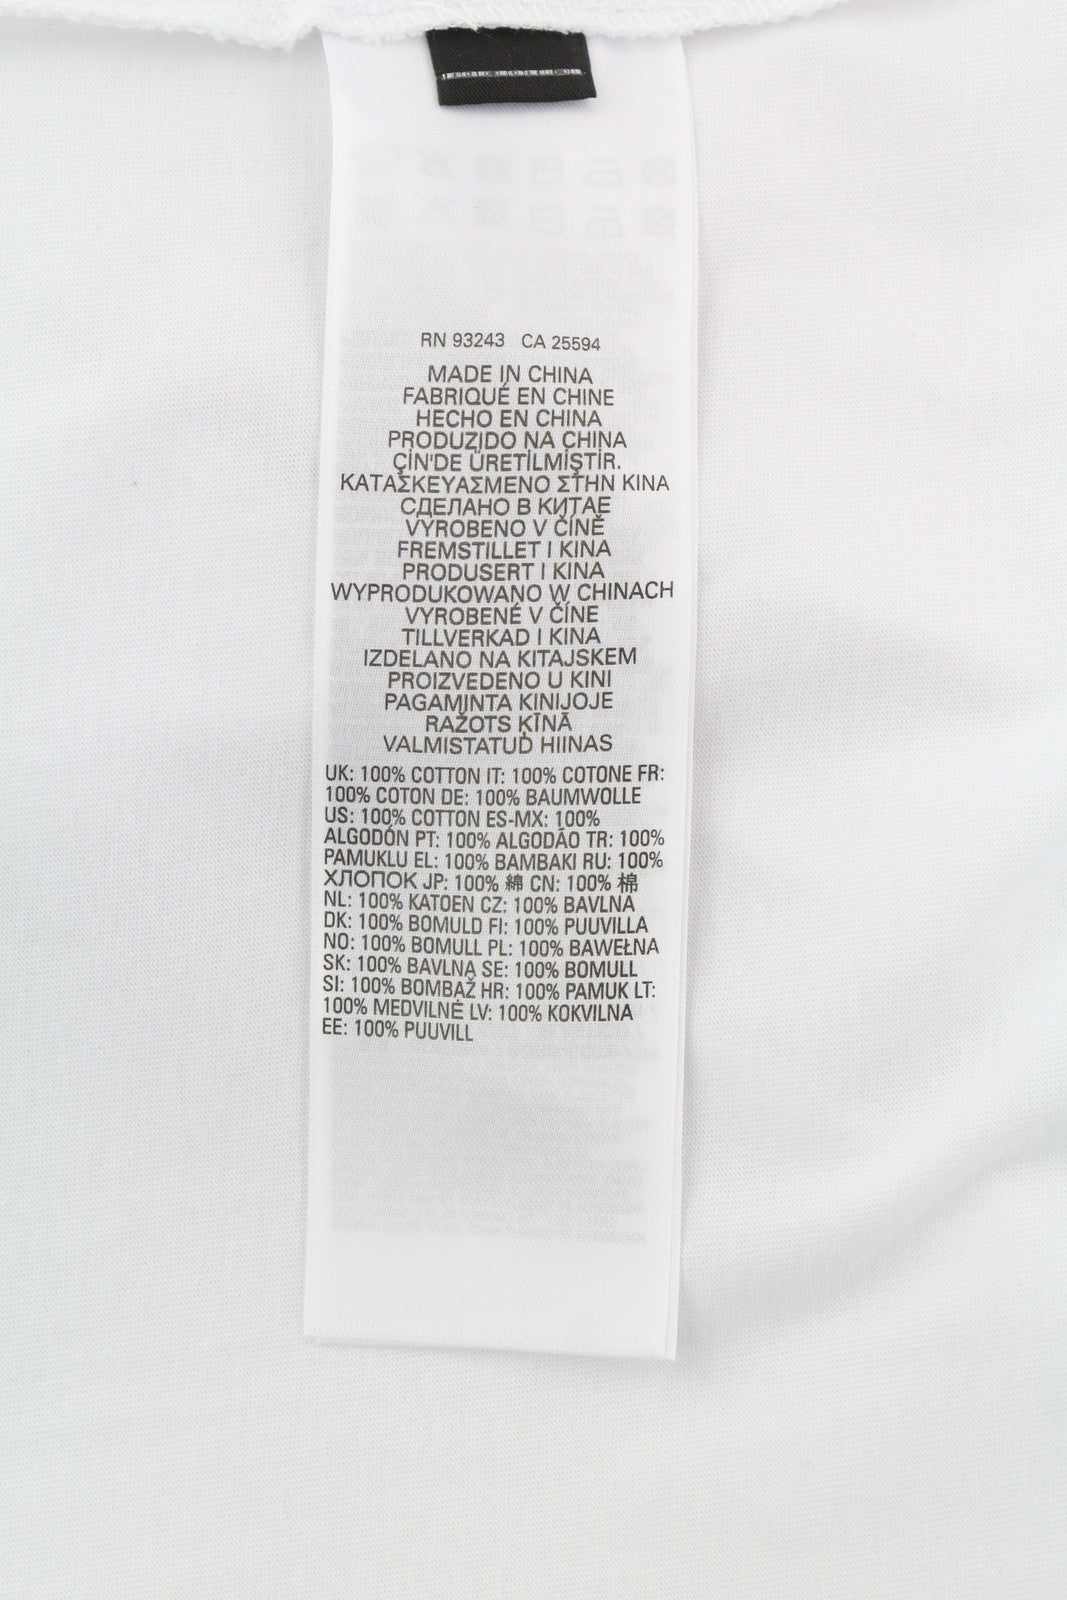 RN 93243 CA 25594
MADE IN CHINA
FABRIQUÉ EN CHINE
HECHO EN CHINA
PRODUZIDO NA CHINA
ÇİN'DE ÜRETİLMİŞTİR.
ΚΑΤΑΣΚΕΥΑΣΜΕΝΟ ΣΤΗΝ ΚΙΝΑ
СДЕЛАНО В КИТАЕ
VYROBENO V ČÍNĚ
FREMSTILLET I KINA
PRODUSERT I KINA
WYPRODUKOWANO W CHINACH
VYROBENÉ V ČÍNE
TILLVERKAD I KINA
IZDELANO NA KITAJSKEM
PROIZVEDENO U KINI
PAGAMINTA KINIJOJE
RAŽOTS ĶĪNĀ
VALMISTATUD HIINAS
UK: 100% COTTON IT: 100% COTONE FR:
100% COTON DE: 100% BAUMWOLLE
US: 100% COTTON ES-MX: 100%
ALGODÓN PT: 100% ALGODÃO TR: 100%
PAMUKLU EL: 100% BAMBAKI RU: 100%
ХЛОПОК JP: 100% 綿 CN: 100% 棉
NL: 100% KATOEN CZ: 100% BAVLNA
DK: 100% BOMULD FI: 100% PUUVILLA
NO: 100% BOMULL PL: 100% BAWEŁNA
SK: 100% BAVLNA SE: 100% BOMULL
SI: 100% BOMBAŽ HR: 100% PAMUK LT:
100% MEDVILNĖ LV: 100% KOKVILNA
EE: 100% PUUVILL